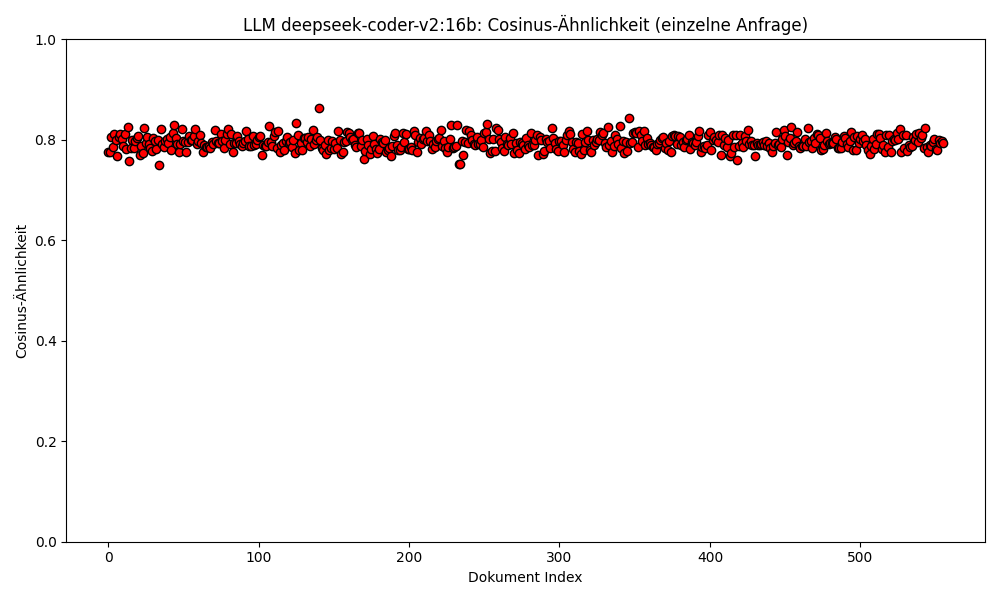 LLM deepseek-coder-v2:16b: Cosinus-Ähnlichkeit (einzelne Anfrage)
1.0
0.8
0.6
0.4
0.2
0.0
Cosinus-Ähnlichkeit
0 100 200 300 400 500
Dokument Index